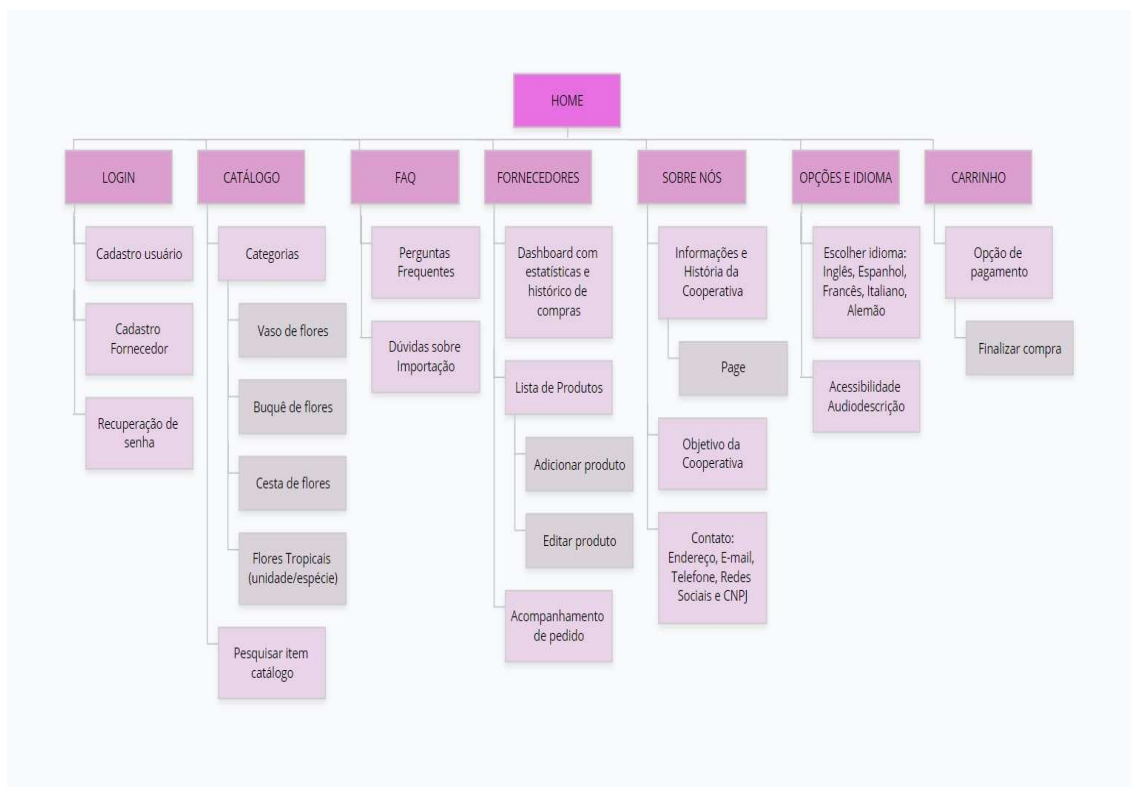 HOME
LOGIN
Cadastro usuário
Cadastro
Fornecedor
Recuperação de
senha
CATÁLOGO
Categorias
Vaso de flores
Buquê de flores
Cesta de flores
Flores Tropicais
(unidade/espécie)
Pesquisar item
catálogo
FAQ
Perguntas
Frequentes
Dúvidas sobre
Importação
FORNECEDORES
Dashboard com
estatísticas e
histórico de
compras
Lista de Produtos
Adicionar produto
Editar produto
Acompanhamento
de pedido
SOBRE NÓS
Informações e
História da
Cooperativa
Page
Objetivo da
Cooperativa
Contato:
Endereço, E-mail,
Telefone, Redes
Sociais e CNPJ
OPÇÕES E IDIOMA
Escolher idioma:
Inglês, Espanhol,
Francês, Italiano,
Alemão
Acessibilidade
Audiodescrição
CARRINHO
Opção de
pagamento
Finalizar compra